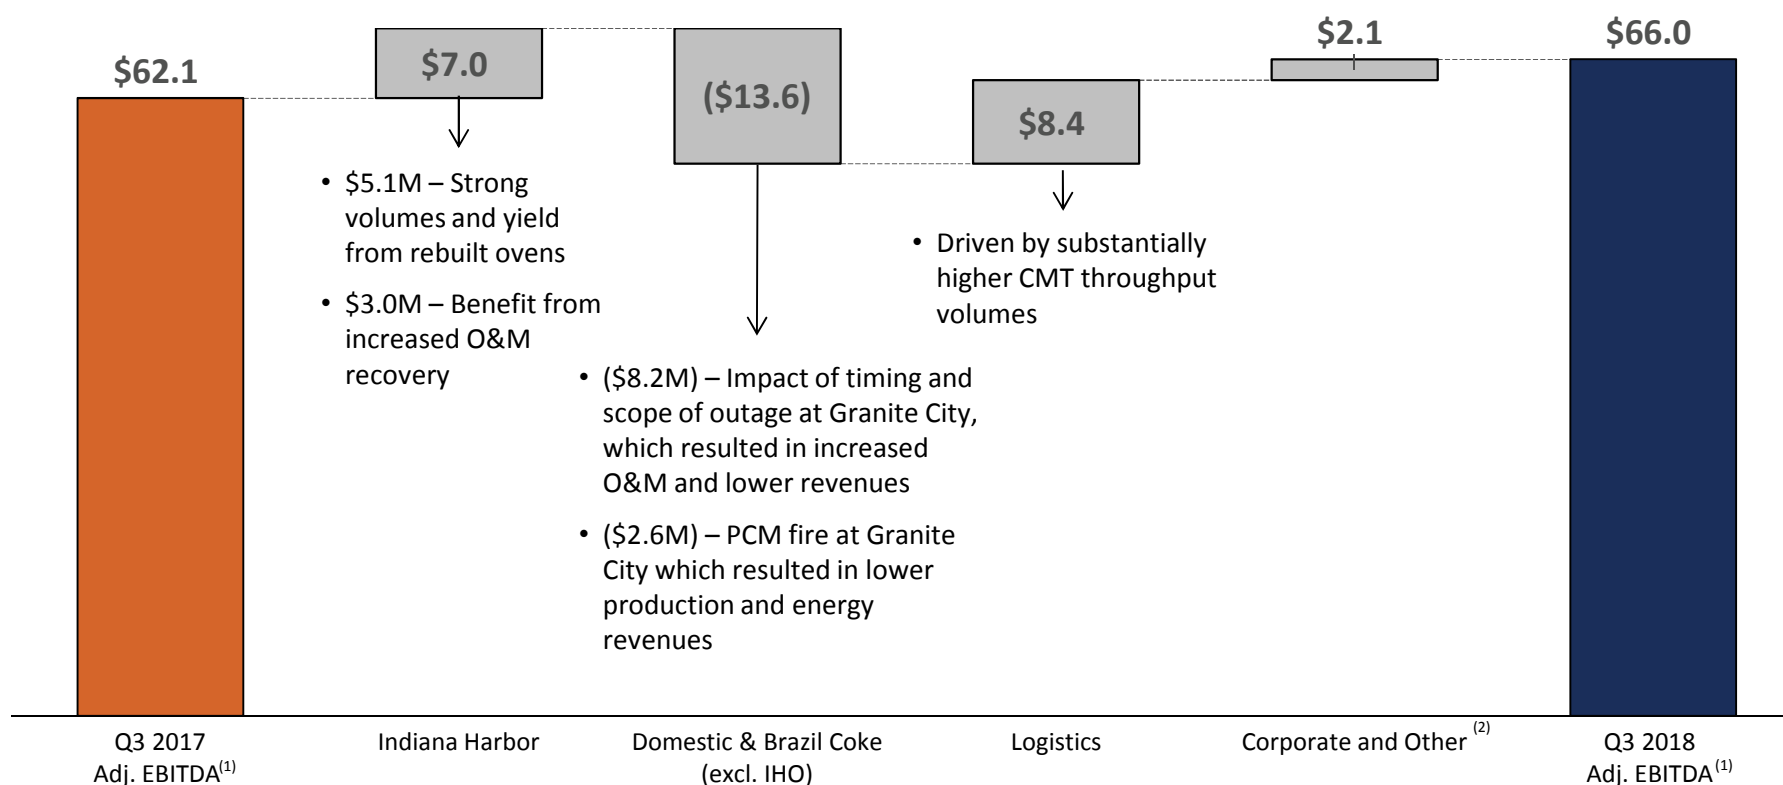 $62.1
$7.0
($13.6)
$8.4
$2.1
$66.0
• $5.1M – Strong
volumes and yield
from rebuilt ovens
• $3.0M – Benefit from
increased O&M
recovery
• ($8.2M) – Impact of timing and
scope of outage at Granite City,
which resulted in increased
O&M and lower revenues
• ($2.6M) – PCM fire at Granite
City which resulted in lower
production and energy
revenues
• Driven by substantially
higher CMT throughput
volumes
Q3 2017
Adj. EBITDA(1)
Indiana Harbor
Domestic & Brazil Coke
(excl. IHO)
Logistics
Corporate and Other (2)
Q3 2018
Adj. EBITDA(1)